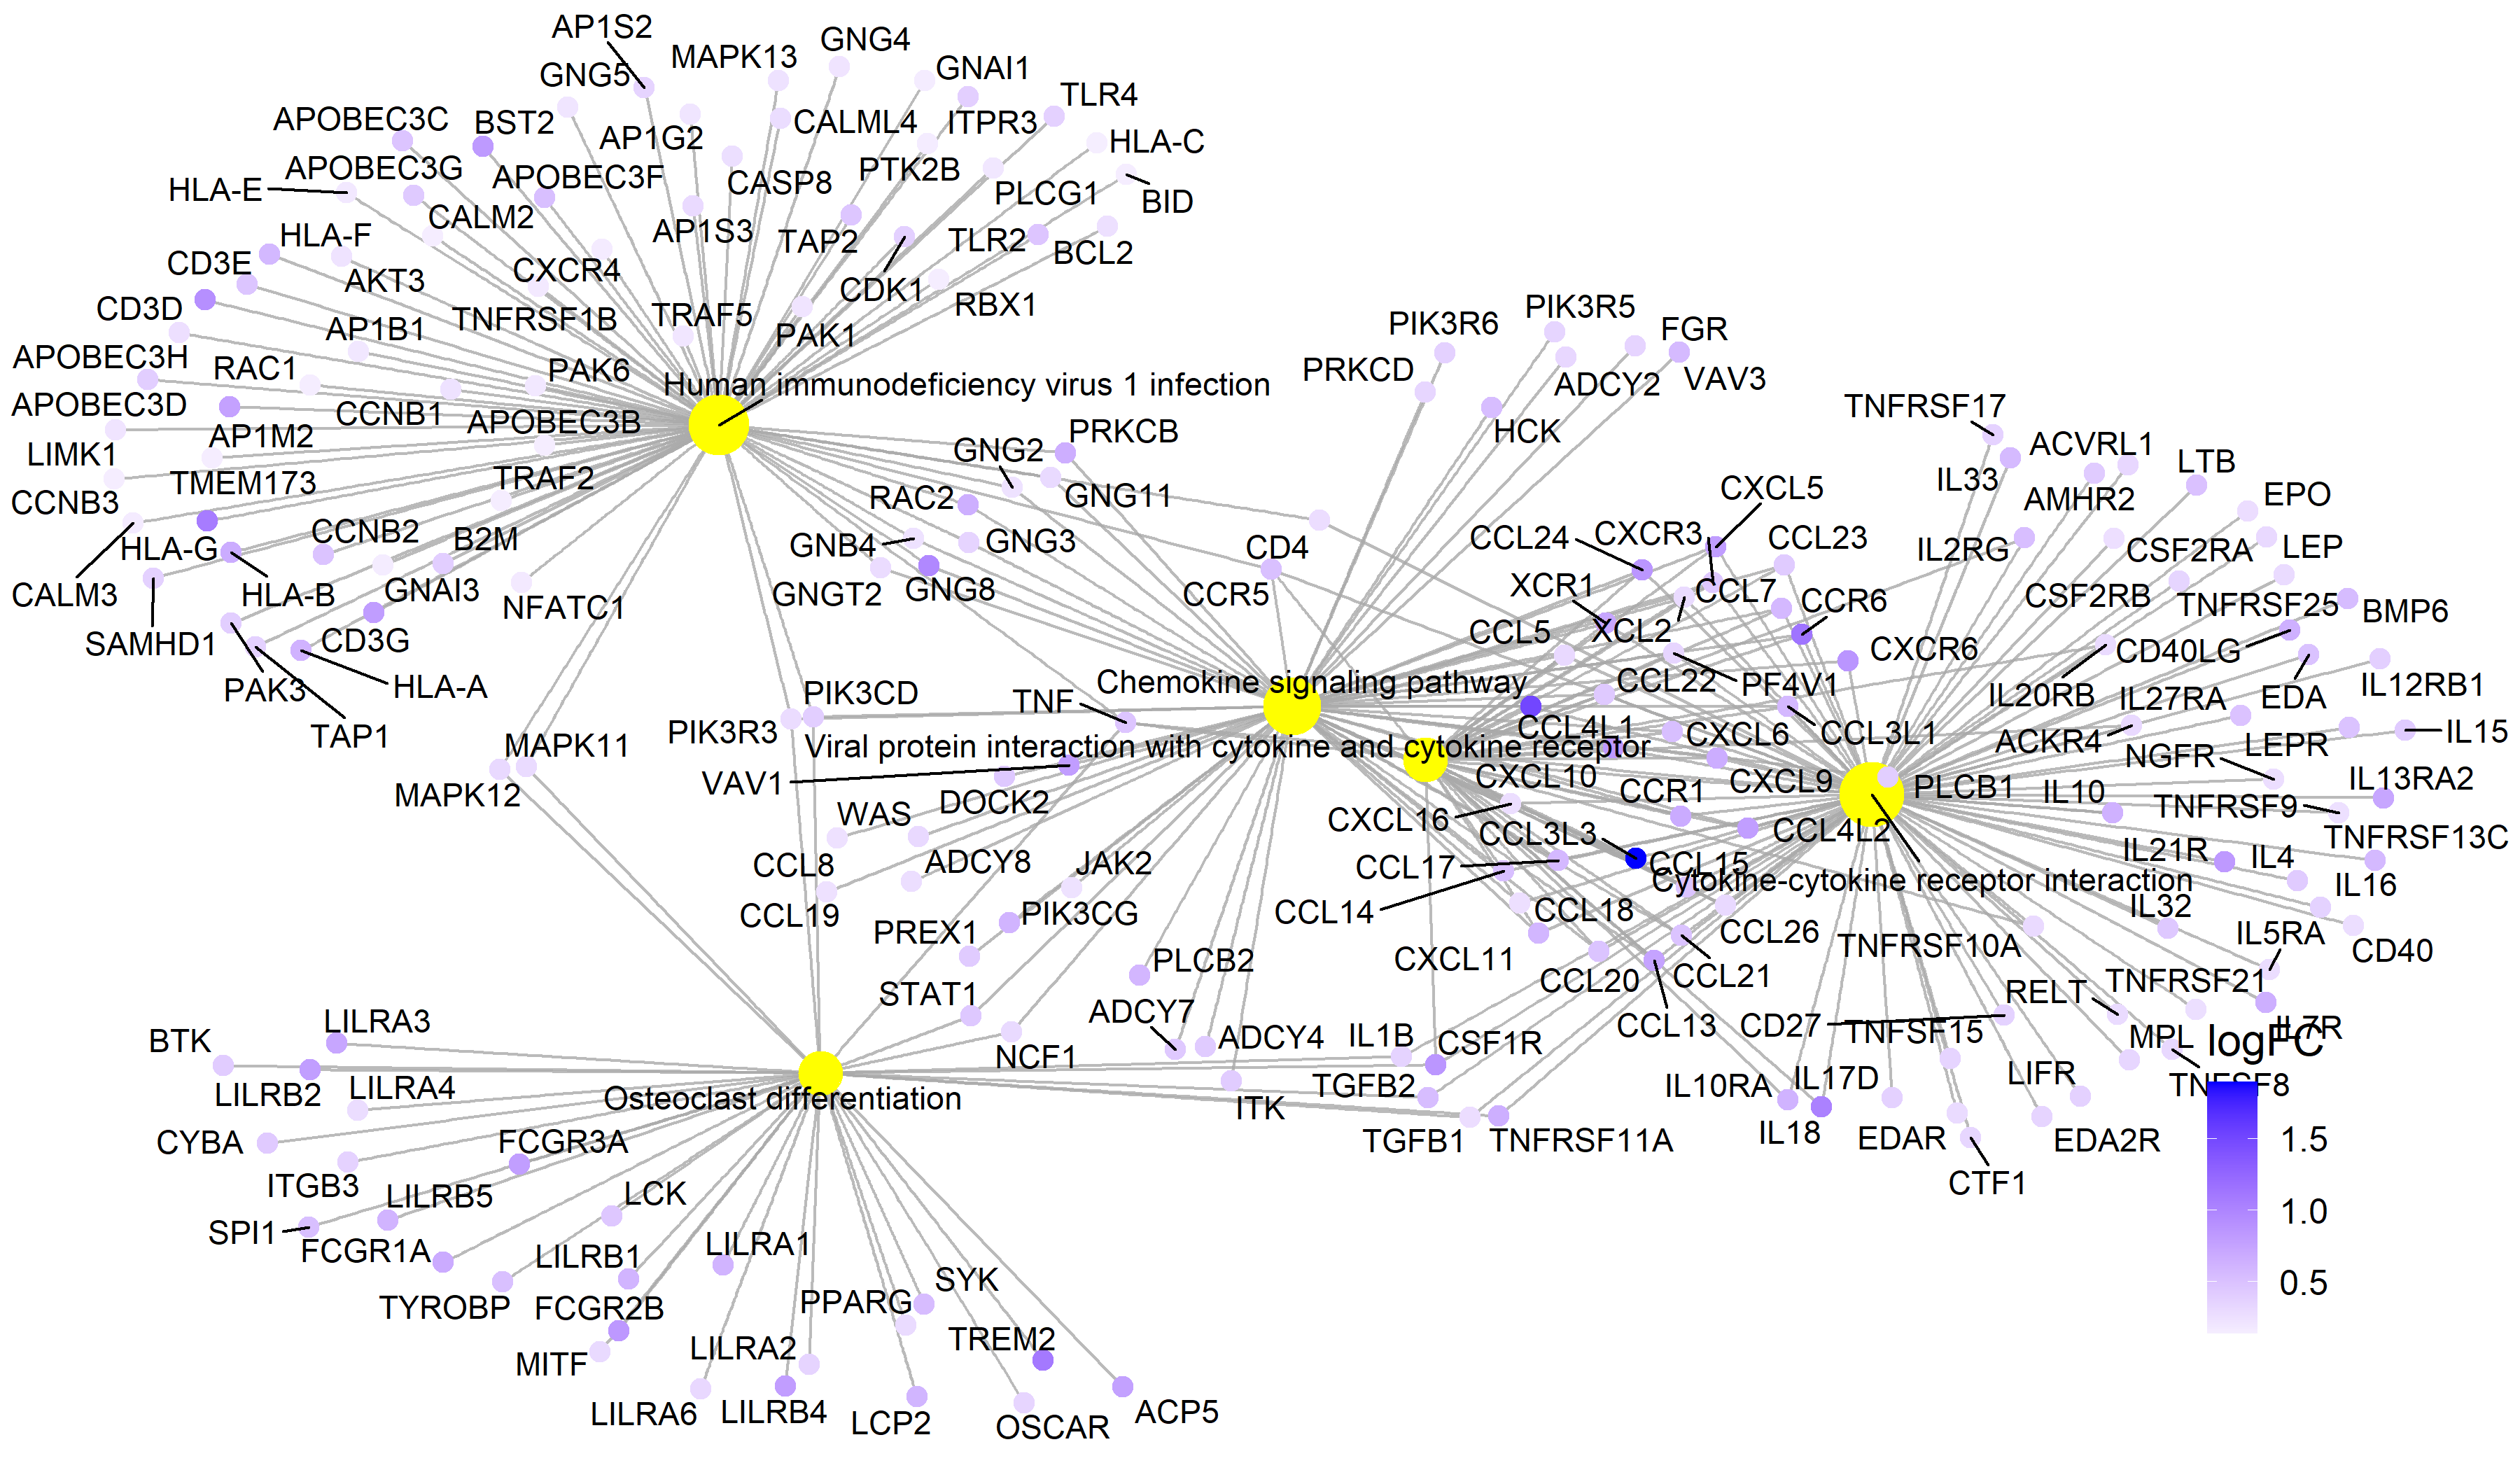 AP1S2
GNG5
MAPK13
GNG4
GNAI1
TLR4
APOBEC3C
BST2
AP1G2
CALML4
ITPR3
HLA-C
HLA-E
APOBEC3G
APOBEC3F
CASP8
PTK2B
PLCG1
BID
CALM2
HLA-F
AP1S3
TAP2
TLR2
BCL2
CD3E
AKT3
CXCR4
CDK1
RBX1
CD3D
AP1B1
TNFRSF1B
TRAF5
PAK1
APOBEC3H
RAC1
PAK6
Human immunodeficiency virus 1 infection
APOBEC3D
CCNB1
APOBEC3B
LIMK1
AP1M2
CCNB3
TMEM173
TRAF2
CALM3
HLA-G
CCNB2
B2M
SAMHD1
HLA-B
GNAI3
NFATC1
PAK3
CD3G
HLA-A
TAP1
PIK3R6
PIK3R5
FGR
PRKCD
ADCY2
VAV3
HCK
GNG2
PRKCB
RAC2
GNG11
GNB4
GNG3
GNGT2
GNG8
CD4
CCR5
TNFRSF17
ACVRL1
LTB
IL33
AMHR2
EPO
CXCL5
CCL24
CXCR3
CCL23
IL2RG
CSF2RA
LEP
XCR1
CCL7
CCR6
CSF2RB
TNFRSF25
BMP6
CCL5
XCL2
CXCR6
CD40LG
Chemokine signaling pathway
CCL22
PF4V1
IL20RB
IL27RA
EDA
IL12RB1
PIK3CD
TNF
PIK3R3
CCL4L1
CXCL6
CCL3L1
ACKR4
NGFR
LEPR
IL15
MAPK11
Viral protein interaction with cytokine and cytokine receptor
MAPK12
VAV1
DOCK2
CXCL10
CCR1
CXCL9
PLCB1
IL10
TNFRSF9
IL13RA2
WAS
CXCL16
CCL3L3
CCL4L2
TNFRSF13C
CCL8
ADCY8
JAK2
CCL17
CCL15
IL21R
IL4
Cytokine-cytokine receptor interaction
IL16
CCL19
PIK3CG
CCL14
CCL18
IL32
PREX1
CXCL11
CCL26
TNFRSF10A
IL5RA
CD40
STAT1
PLCB2
CCL20
CCL21
RELT
TNFRSF21
ADCY7
CCL13
CD27
TNFSF15
MPL
IL7R
BTK
LILRA3
NCF1
ADCY4
IL1B
CSF1R
LILRB2
LILRA4
Osteoclast differentiation
ITK
TGFB2
IL10RA
IL17D
LIFR
TNFSF8
CYBA
FCGR3A
TGFB1
TNFRSF11A
IL18
EDAR
EDA2R
ITGB3
CTF1
LILRB5
LCK
SPI1
FCGR1A
LILRB1
LILRA1
TYROBP
FCGR2B
PPARG
SYK
MITF
LILRA2
TREM2
LILRA6
LILRB4
LCP2
OSCAR
ACP5
logFC
1.5
1.0
0.5